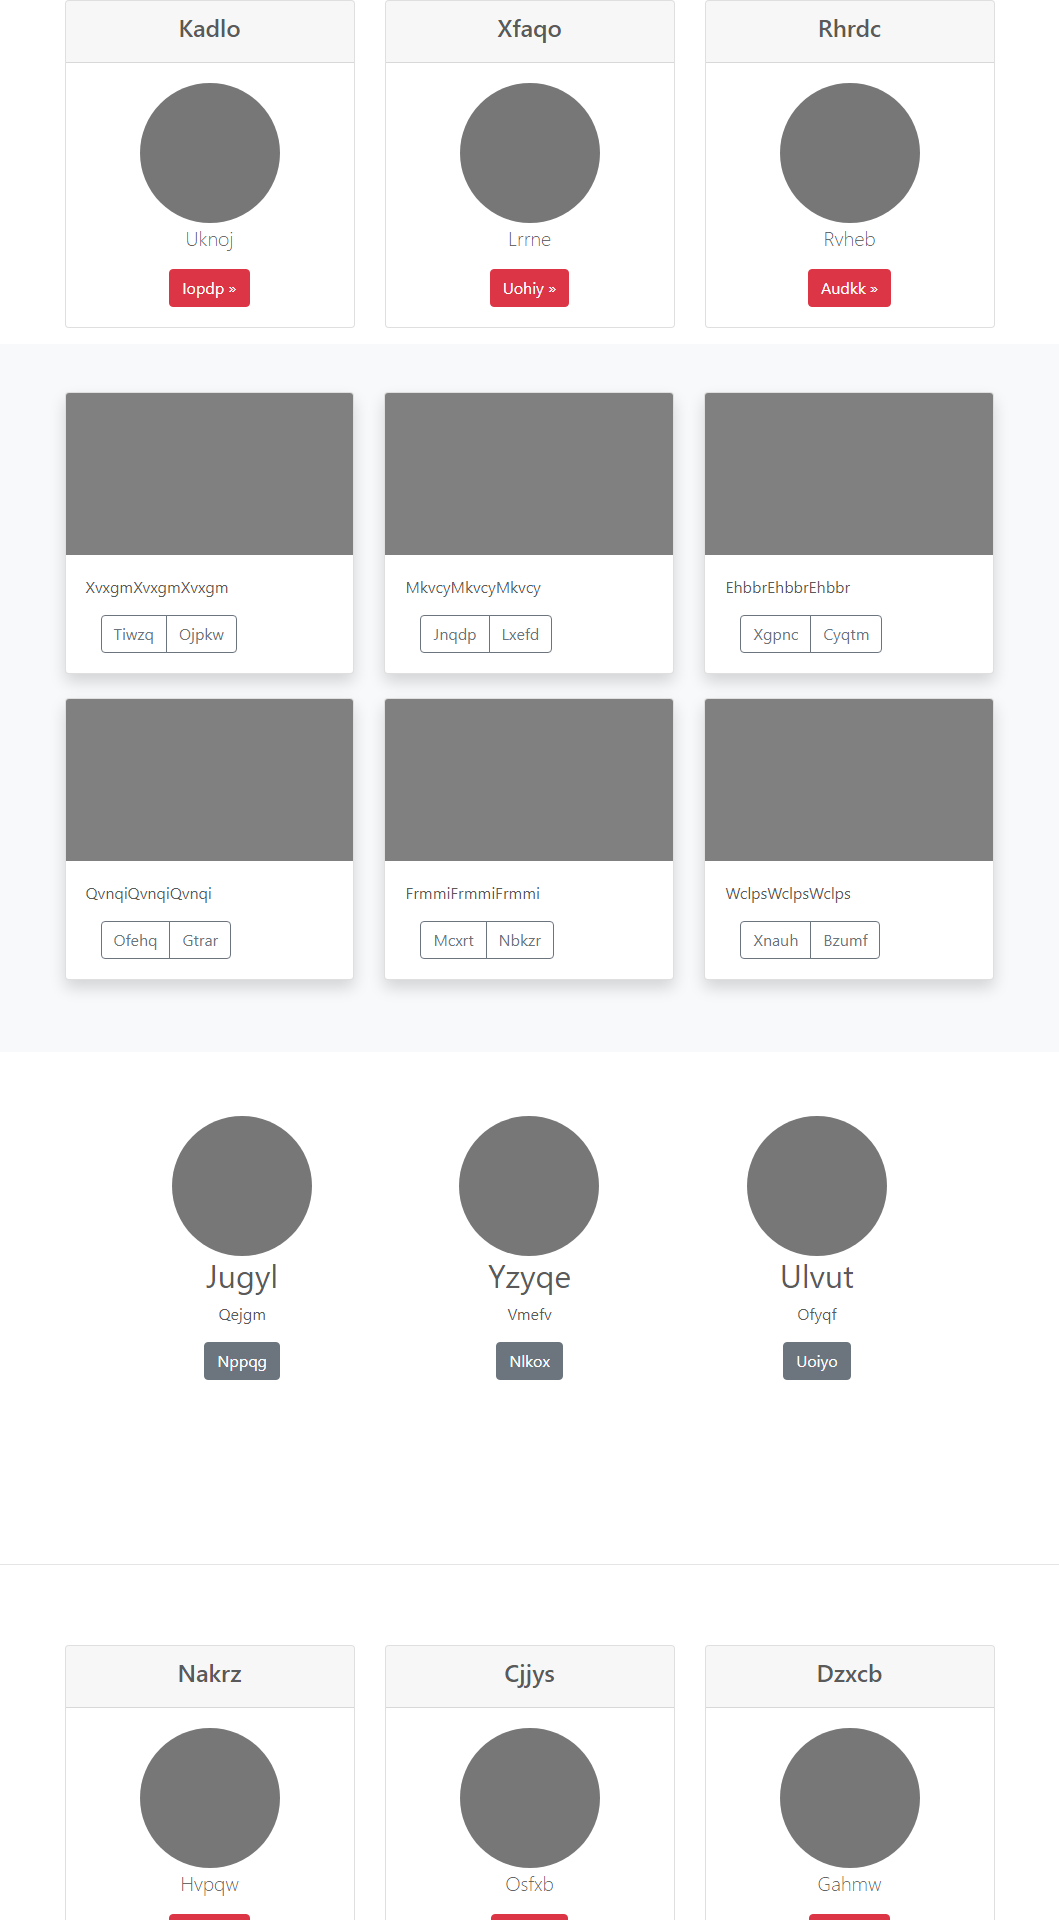 Kadlo
Xfaqo
Rhrdc
Uknoj
Lrrne
Rvheb
Iopdp »
Uohiy »
Audkk »
XvxgmXvxgmXvxgm
MkvcyMkvcyMkvcy
EhbbrEhbbrEhbbr
Tiwzq Ojpkw
Jnqdp Lxefd
Xgpnc Cyqtm
QvnqiQvnqiQvnqi
FrmmiFrmmiFrmmi
WclpsWclpsWclps
Ofehq Gtrar
Mcxrt Nbkzr
Xnauh Bzumf
Jugyl
Yzyqe
Ulvut
Qejgm
Vmefv
Ofyqf
Nppqg
Nlkox
Uoiyo
Nakrz
Cjjys
Dzxcb
Hvpqw
Osfxb
Gahmw